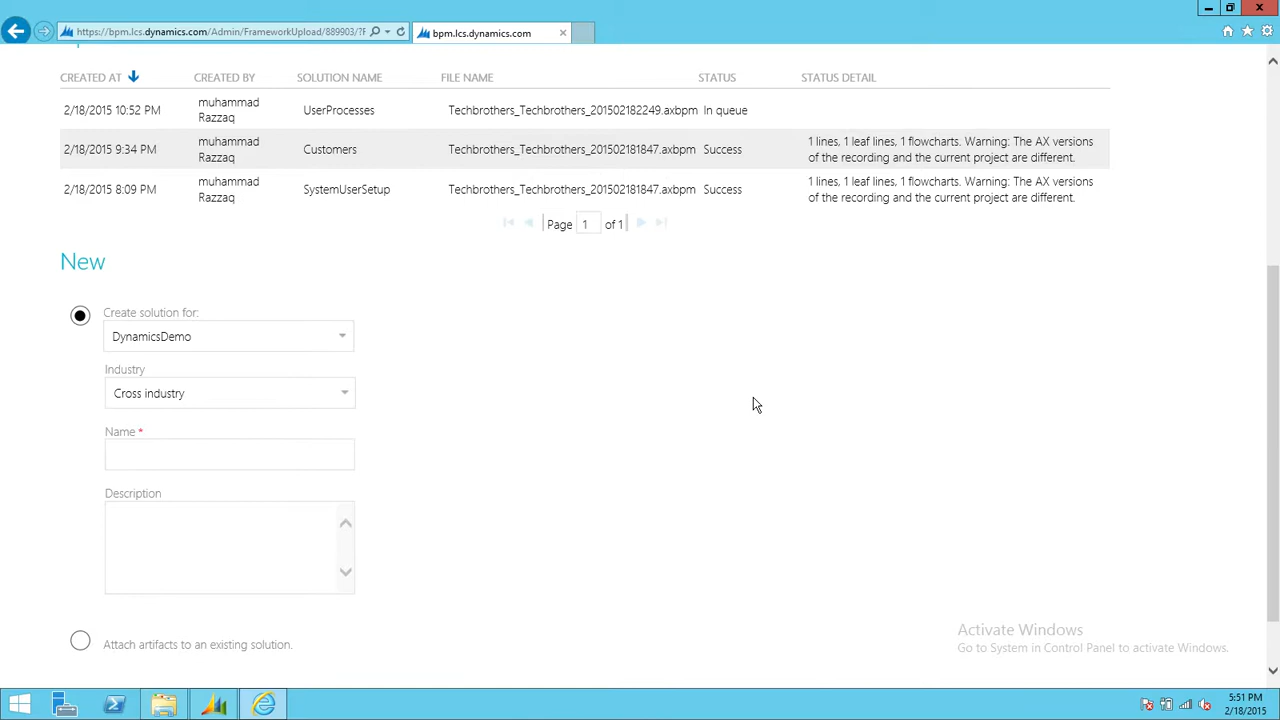 https://bpm.lcs.dynamics.com/Admin/FrameworkUpload/889903/?F
bpm.lcs.dynamics.com
CREATED AT CREATED BY SOLUTION NAME FILE NAME STATUS STATUS DETAIL
2/18/2015 10:52 PM muhammad Razzaq UserProcesses Techbrothers_Techbrothers_201502182249.axbpm In queue
2/18/2015 9:34 PM muhammad Razzaq Customers Techbrothers_Techbrothers_201502181847.axbpm Success 1 lines, 1 leaf lines, 1 flowcharts. Warning: The AX versions
of the recording and the current project are different.
2/18/2015 8:09 PM muhammad Razzaq SystemUserSetup Techbrothers_Techbrothers_201502181847.axbpm Success 1 lines, 1 leaf lines, 1 flowcharts. Warning: The AX versions
of the recording and the current project are different.
Page 1 of 1
New
Create solution for:
DynamicsDemo
Industry
Cross industry
Name *
Description
Attach artifacts to an existing solution.
Activate Windows
Go to System in Control Panel to activate Windows.
5:51 PM
2/18/2015